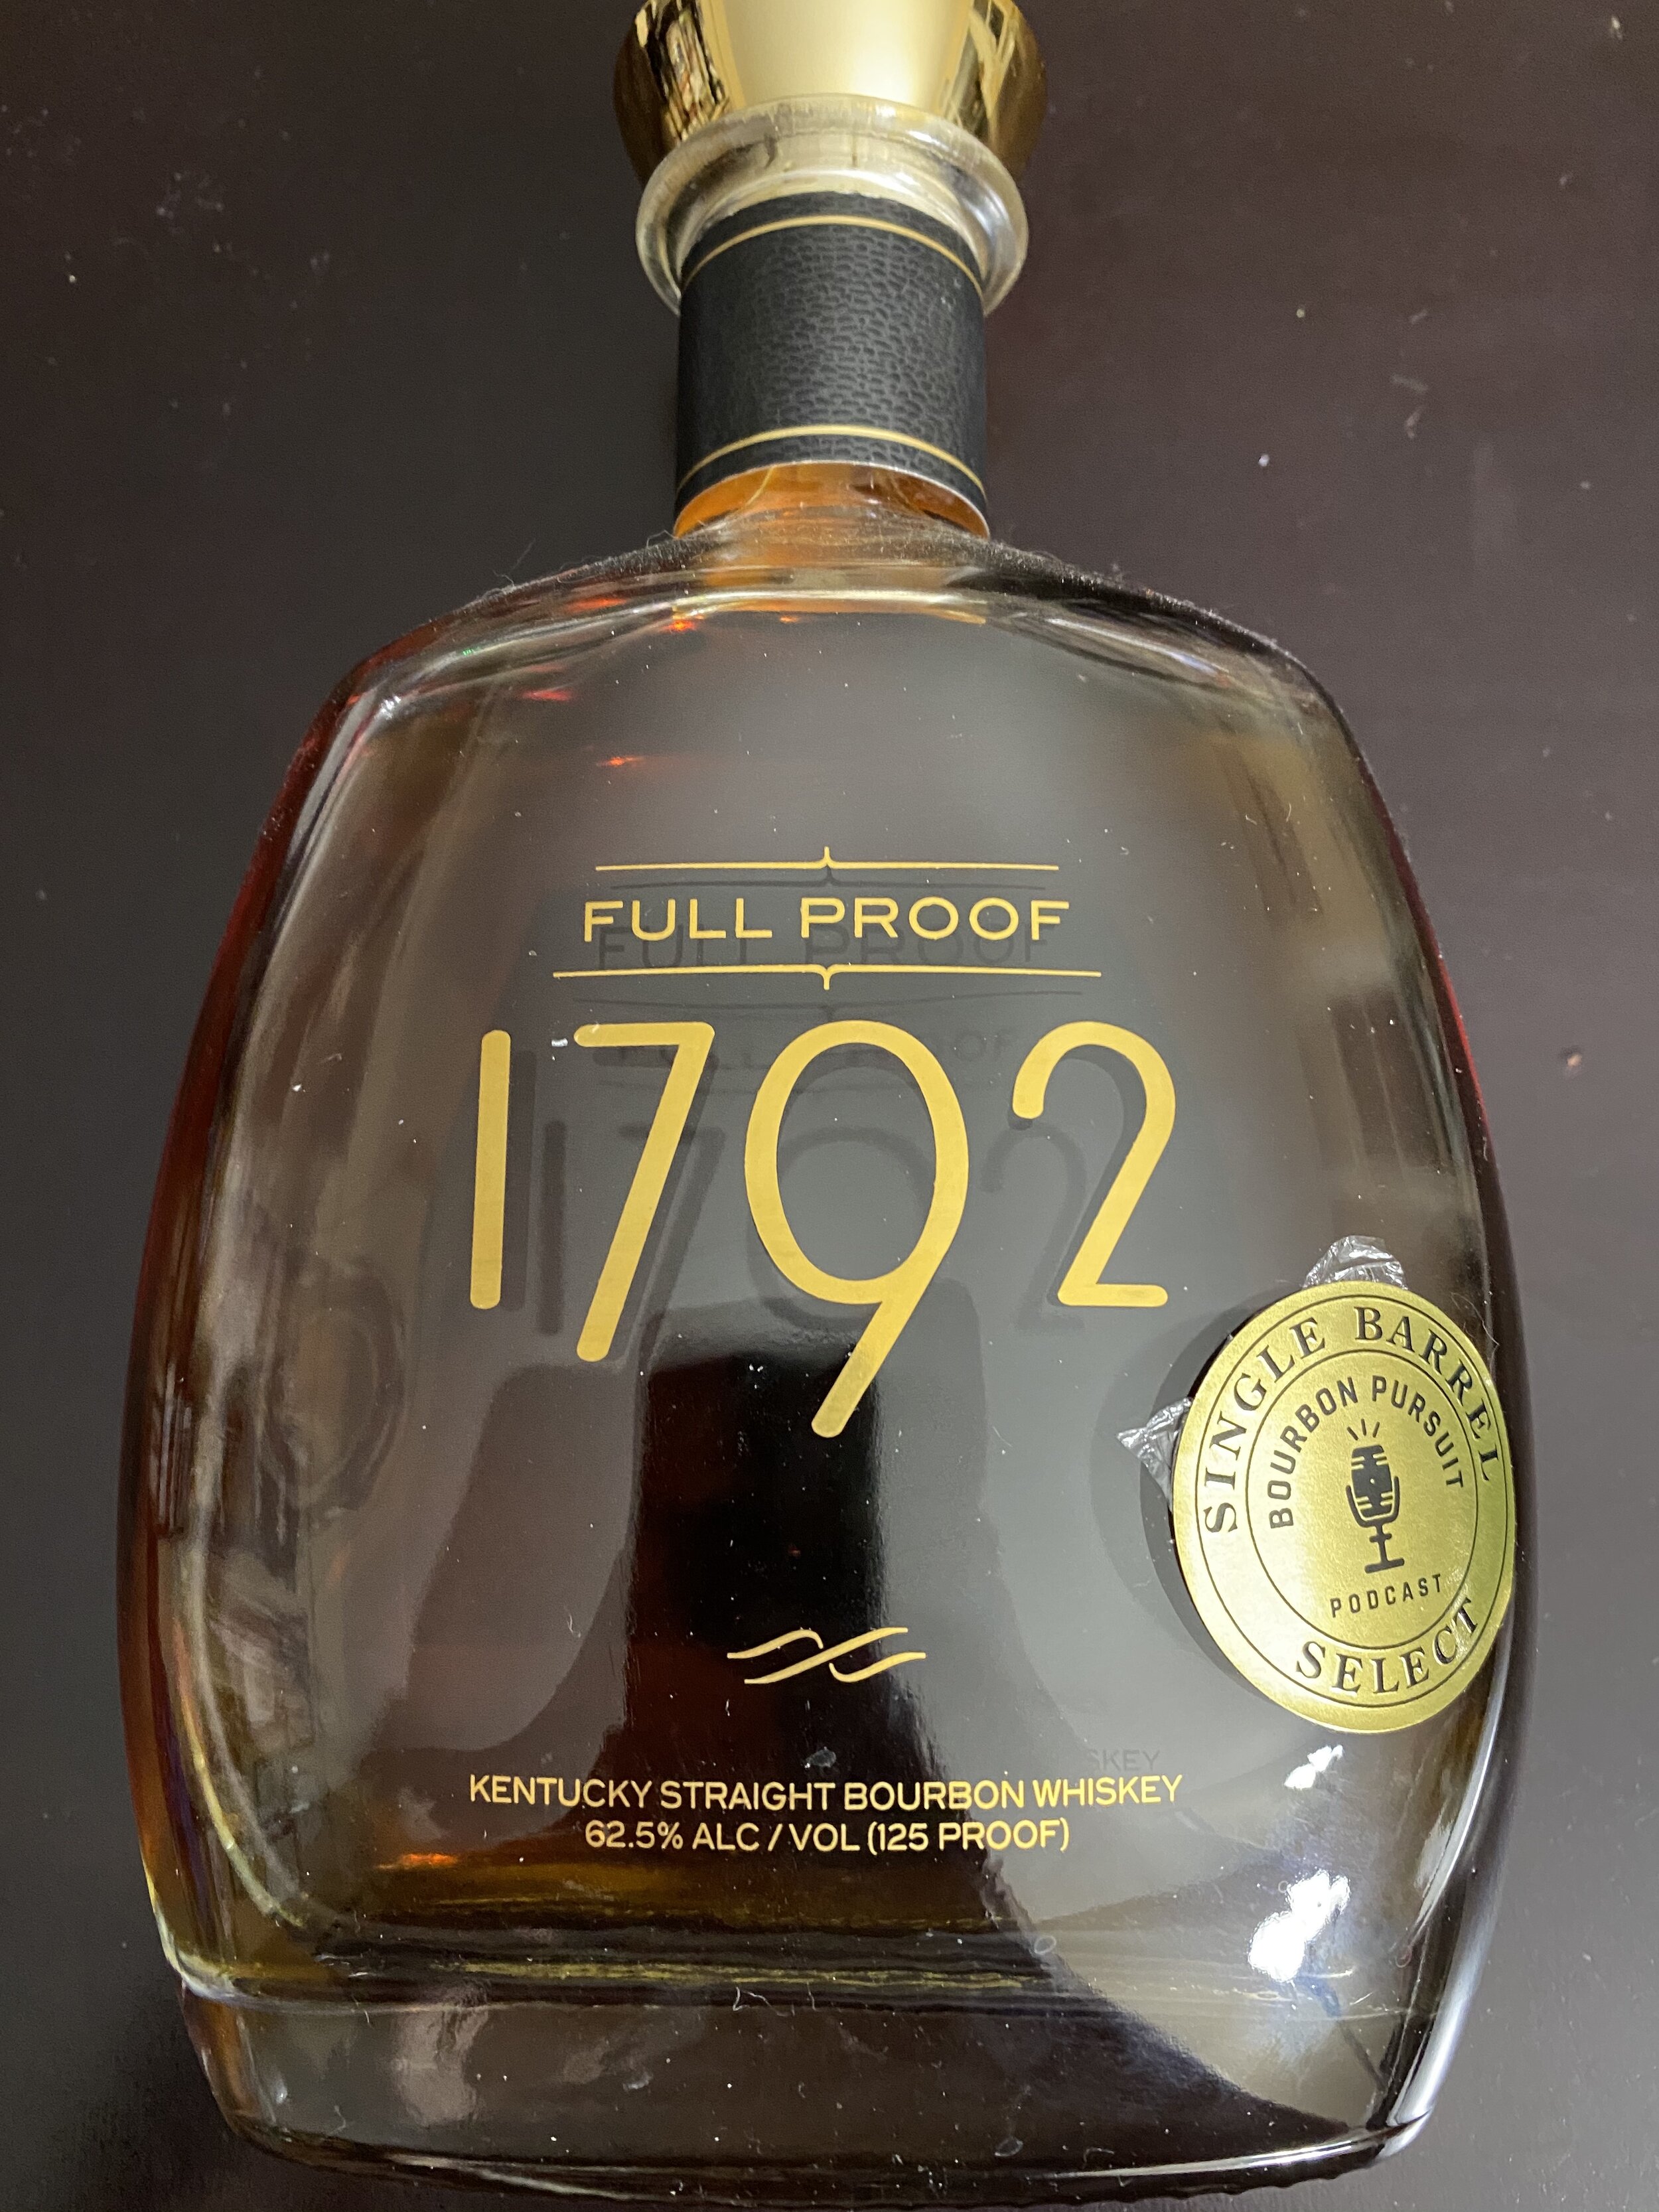 FULL PROOF
1792
SINGLE BARREL
BOURBON PURSUIT
PODCAST
SELECT
KENTUCKY STRAIGHT BOURBON WHISKEY
62.5% ALC / VOL (125 PROOF)